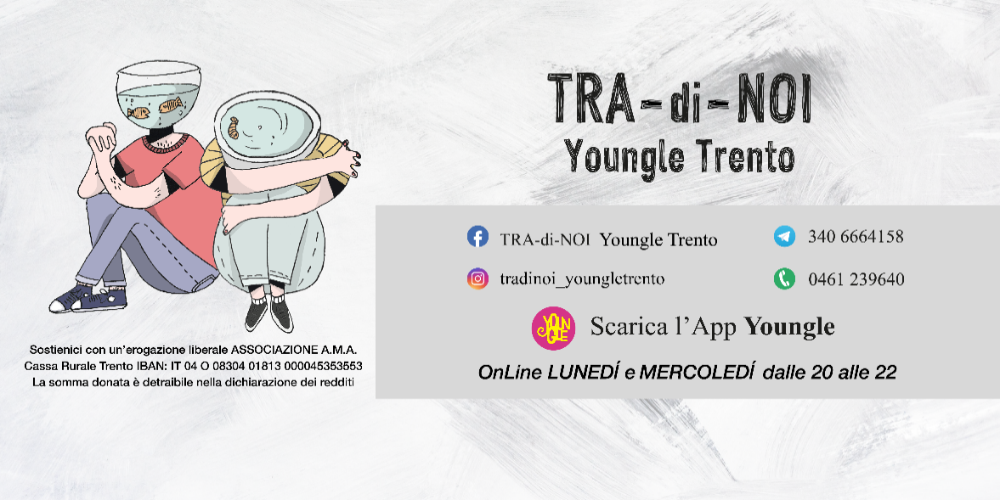 TRA-di-NOI
Youngle Trento
TRA-di-NOI Youngle Trento
340 6664158
tradinoi_youngletrento
0461 239640
YOUNGLE
Scarica l'App Youngle
OnLine LUNEDÍ e MERCOLEDÍ dalle 20 alle 22
Sostienici con un'erogazione liberale ASSOCIAZIONE A.M.A.
Cassa Rurale Trento IBAN: IT 04 O 08304 01813 000045353553
La somma donata è detraibile nella dichiarazione dei redditi